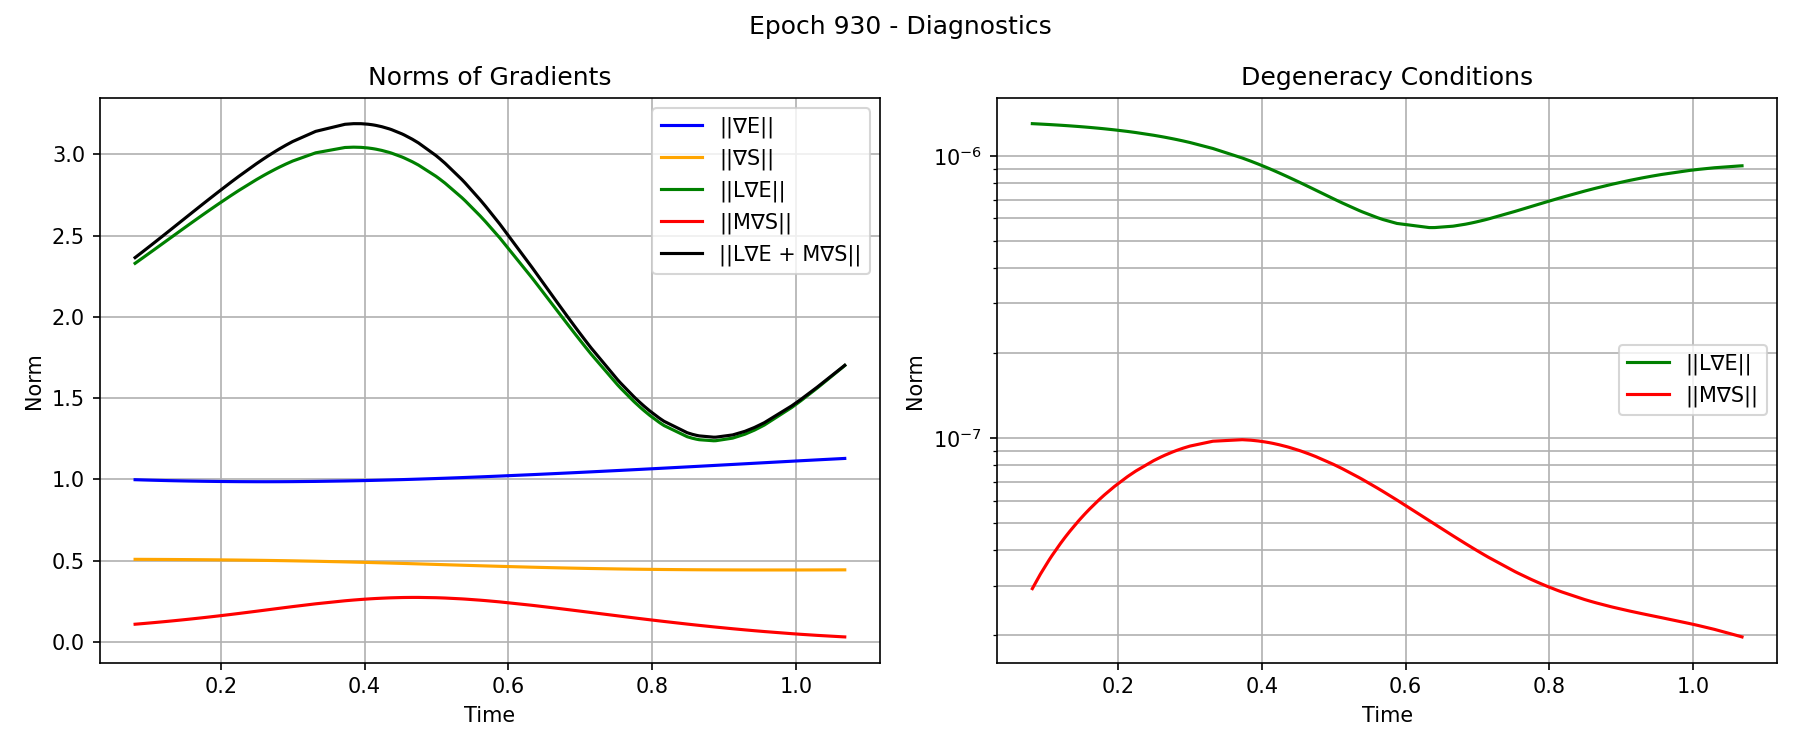 Epoch 930 - Diagnostics
Norms of Gradients
Norm
3.0
2.5
2.0
1.5
1.0
0.5
0.0
||∇E||
||∇S||
||L∇E||
||M∇S||
||L∇E + M∇S||
0.2 0.4 0.6 0.8 1.0
Time
Degeneracy Conditions
Norm
10⁻⁶
10⁻⁷
||L∇E||
||M∇S||
0.2 0.4 0.6 0.8 1.0
Time